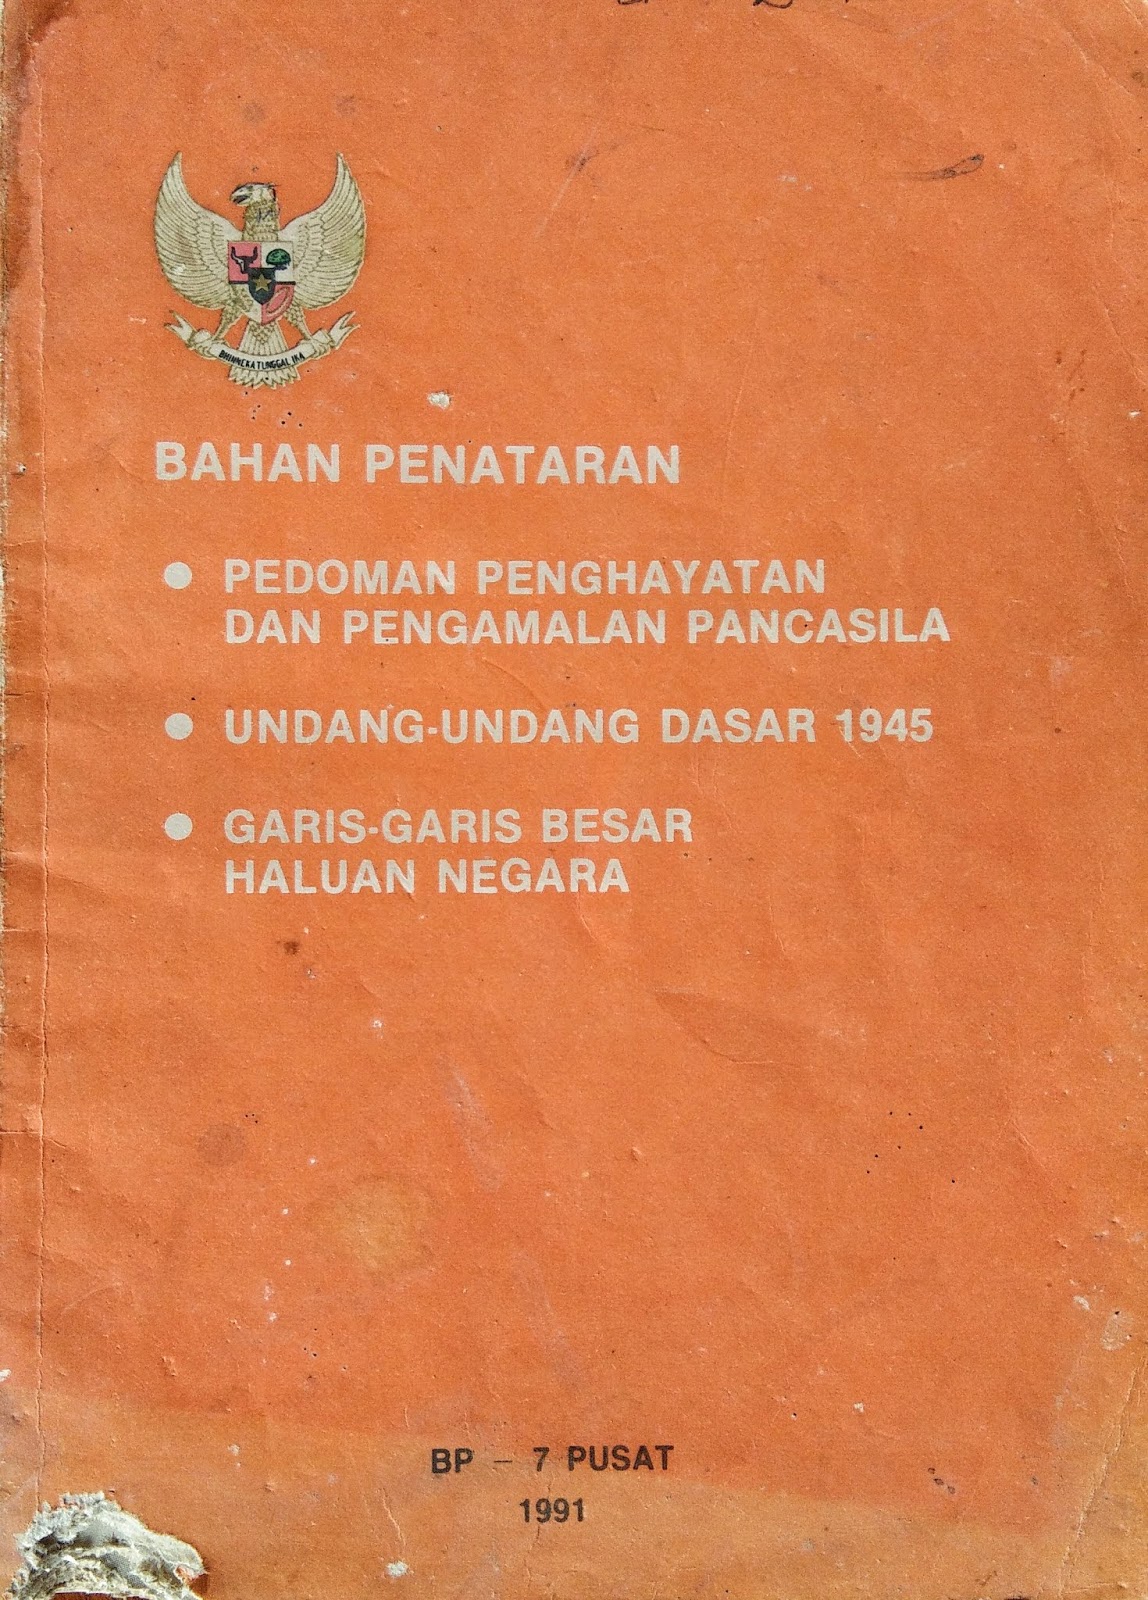 BHINNEKA TUNGGAL IKA
BAHAN PENATARAN
● PEDOMAN PENGHAYATAN
DAN PENGAMALAN PANCASILA
● UNDANG-UNDANG DASAR 1945
● GARIS-GARIS BESAR
HALUAN NEGARA
BP – 7 PUSAT
1991